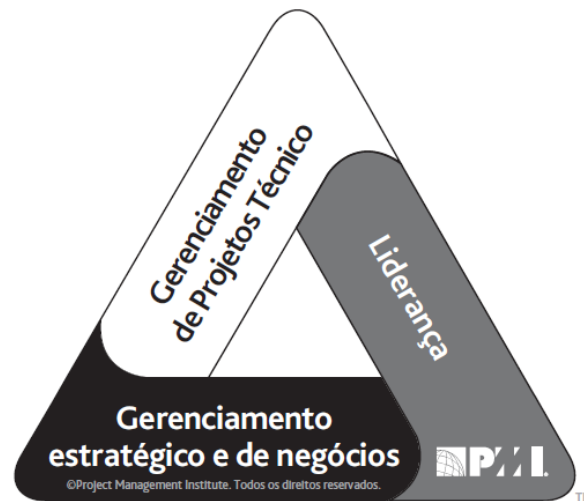 Gerenciamento
de Projetos Técnico
Liderança
Gerenciamento
estratégico e de negócios
©Project Management Institute. Todos os direitos reservados.
PMI.